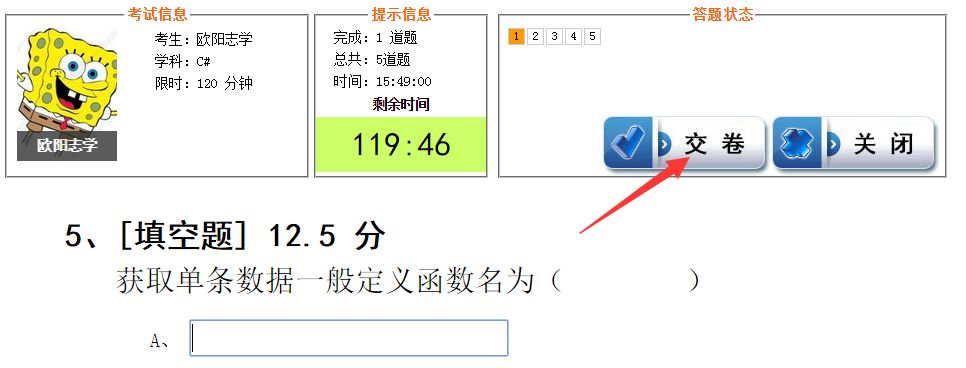 考试信息
考生：欧阳志学
学科：C#
限时：120 分钟
欧阳志学
提示信息
完成：1 道题
总共：5道题
时间：15:49:00
剩余时间
119:46
答题状态
1 2 3 4 5
交 卷
关 闭
5、[填空题] 12.5 分
获取单条数据一般定义函数名为（ ）
A、